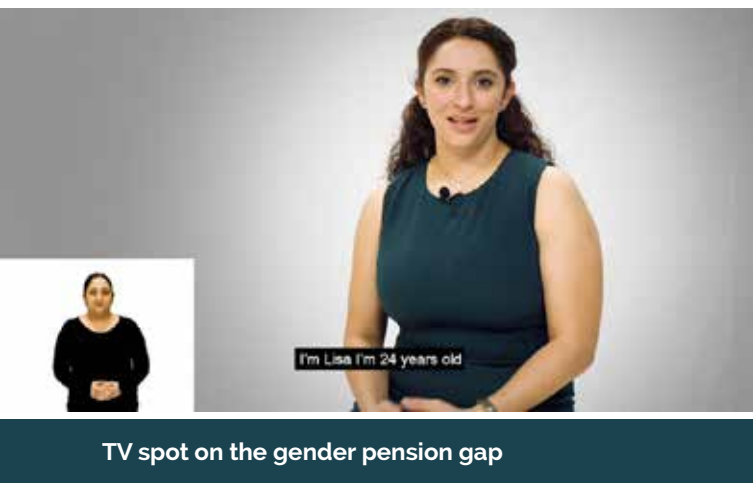 I'm Lisa I'm 24 years old
TV spot on the gender pension gap